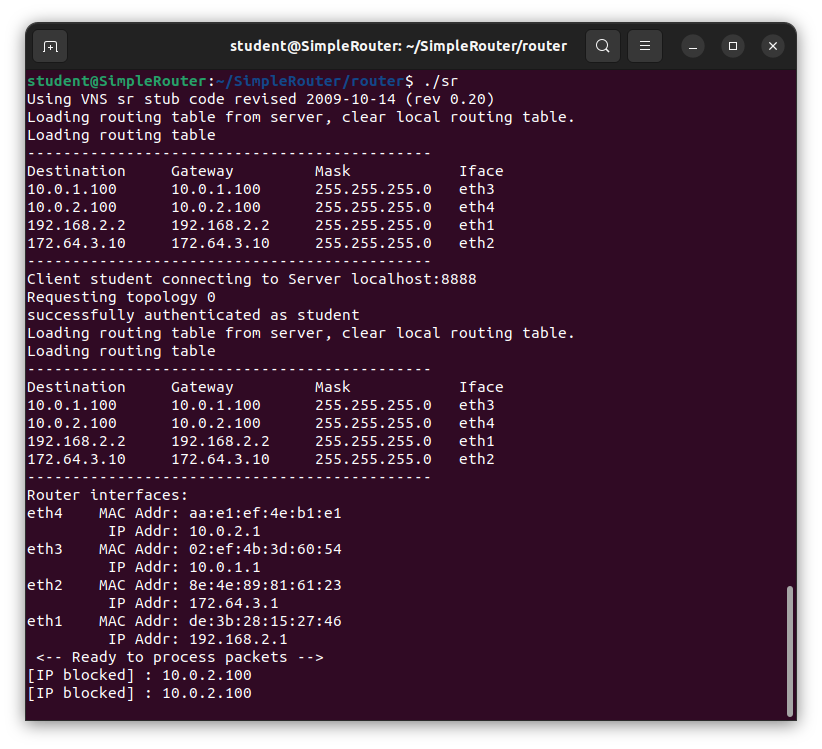 student@SimpleRouter: ~/SimpleRouter/router
student@SimpleRouter:~/SimpleRouter/router$ ./sr
Using VNS sr stub code revised 2009-10-14 (rev 0.20)
Loading routing table from server, clear local routing table.
Loading routing table
---------------------------------------------
Destination     Gateway         Mask            Iface
10.0.1.100      10.0.1.100      255.255.255.0   eth3
10.0.2.100      10.0.2.100      255.255.255.0   eth4
192.168.2.2     192.168.2.2     255.255.255.0   eth1
172.64.3.10     172.64.3.10     255.255.255.0   eth2
---------------------------------------------
Client student connecting to Server localhost:8888
Requesting topology 0
successfully authenticated as student
Loading routing table from server, clear local routing table.
Loading routing table
---------------------------------------------
Destination     Gateway         Mask            Iface
10.0.1.100      10.0.1.100      255.255.255.0   eth3
10.0.2.100      10.0.2.100      255.255.255.0   eth4
192.168.2.2     192.168.2.2     255.255.255.0   eth1
172.64.3.10     172.64.3.10     255.255.255.0   eth2
---------------------------------------------
Router interfaces:
eth4    MAC Addr: aa:e1:ef:4e:b1:e1
         IP Addr: 10.0.2.1
eth3    MAC Addr: 02:ef:4b:3d:60:54
         IP Addr: 10.0.1.1
eth2    MAC Addr: 8e:4e:89:81:61:23
         IP Addr: 172.64.3.1
eth1    MAC Addr: de:3b:28:15:27:46
         IP Addr: 192.168.2.1
 <-- Ready to process packets -->
[IP blocked] : 10.0.2.100
[IP blocked] : 10.0.2.100